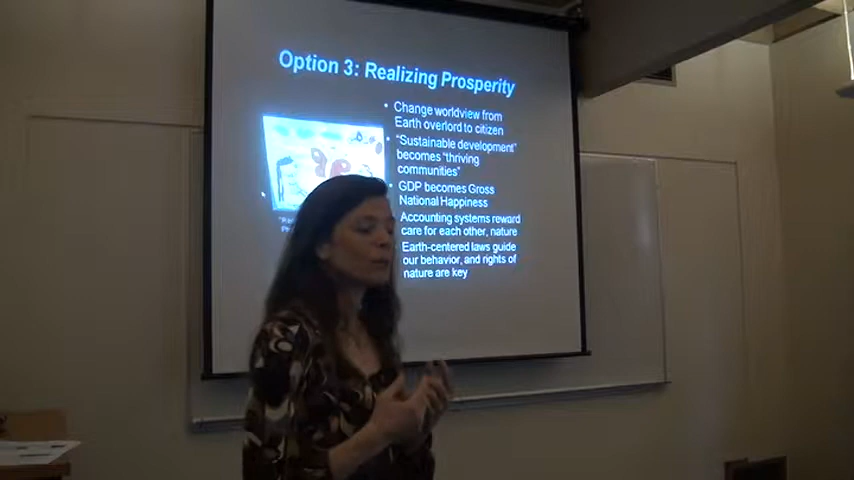 Option 3: Realizing Prosperity
• Change worldview from
Earth overlord to citizen
• "Sustainable development"
becomes "thriving
communities"
• GDP becomes Gross
National Happiness
Accounting systems reward
care for each other, nature
Earth-centered laws guide
our behavior, and rights of
nature are key